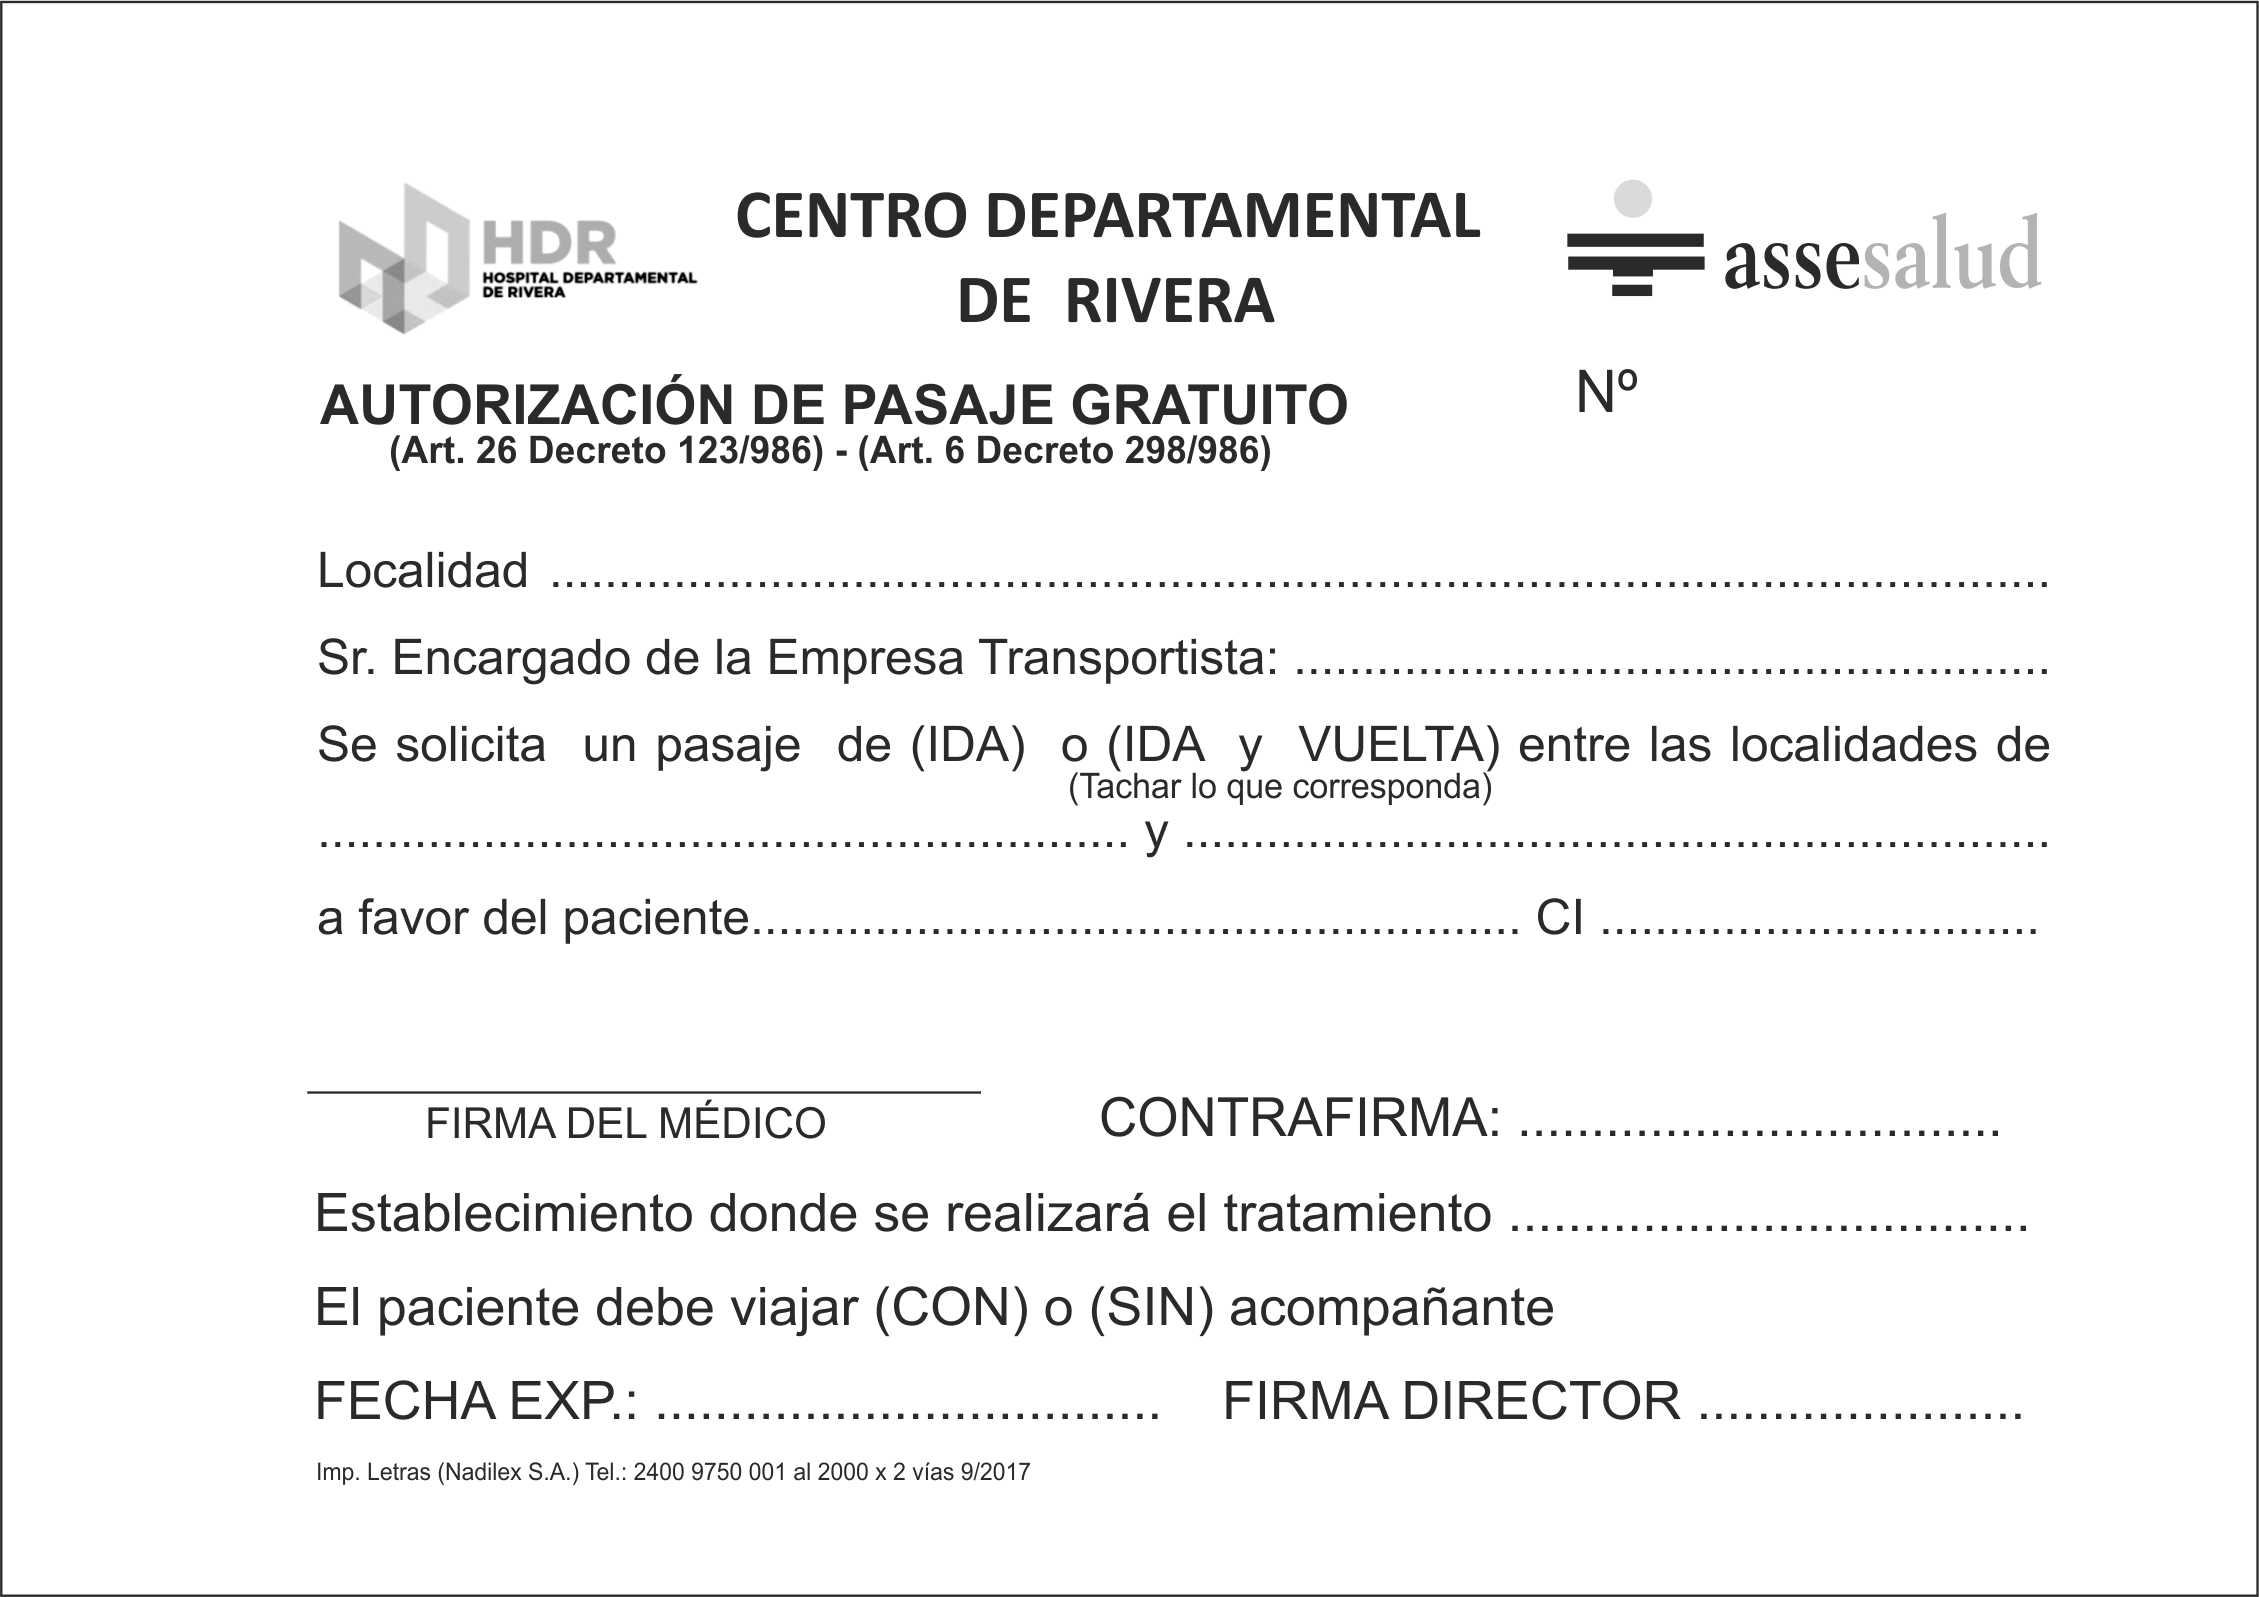 HDR
HOSPITAL DEPARTAMENTAL
DE RIVERA
CENTRO DEPARTAMENTAL
DE RIVERA
assesalud
AUTORIZACIÓN DE PASAJE GRATUITO
Nº
(Art. 26 Decreto 123/986) - (Art. 6 Decreto 298/986)
Localidad ..............................................................................................................
Sr. Encargado de la Empresa Transportista: .......................................................
Se solicita un pasaje de (IDA) o (IDA y VUELTA) entre las localidades de
(Tachar lo que corresponda)
........................................................... y ...............................................................
a favor del paciente........................................................ CI ................................
FIRMA DEL MÉDICO
CONTRAFIRMA: .................................
Establecimiento donde se realizará el tratamiento ...................................
El paciente debe viajar (CON) o (SIN) acompañante
FECHA EXP.: .................................. FIRMA DIRECTOR ......................
Imp. Letras (Nadilex S.A.) Tel.: 2400 9750 001 al 2000 x 2 vías 9/2017